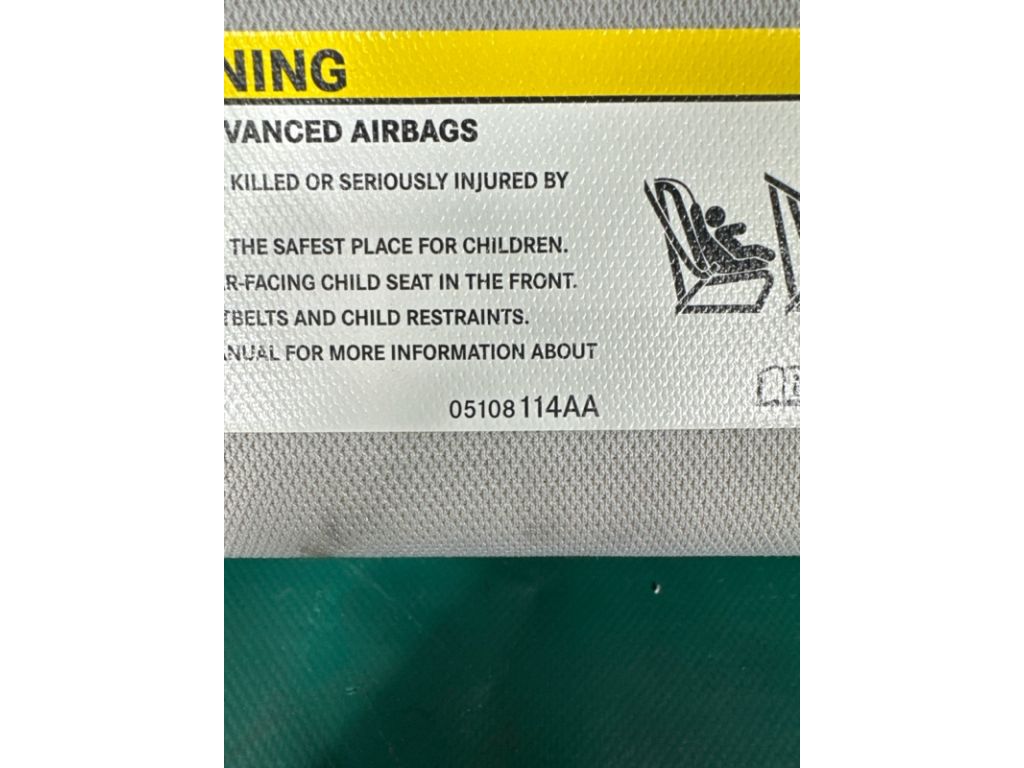 NING
VANCED AIRBAGS
KILLED OR SERIOUSLY INJURED BY
THE SAFEST PLACE FOR CHILDREN.
R-FACING CHILD SEAT IN THE FRONT.
TBELTS AND CHILD RESTRAINTS.
NUAL FOR MORE INFORMATION ABOUT
05108114AA